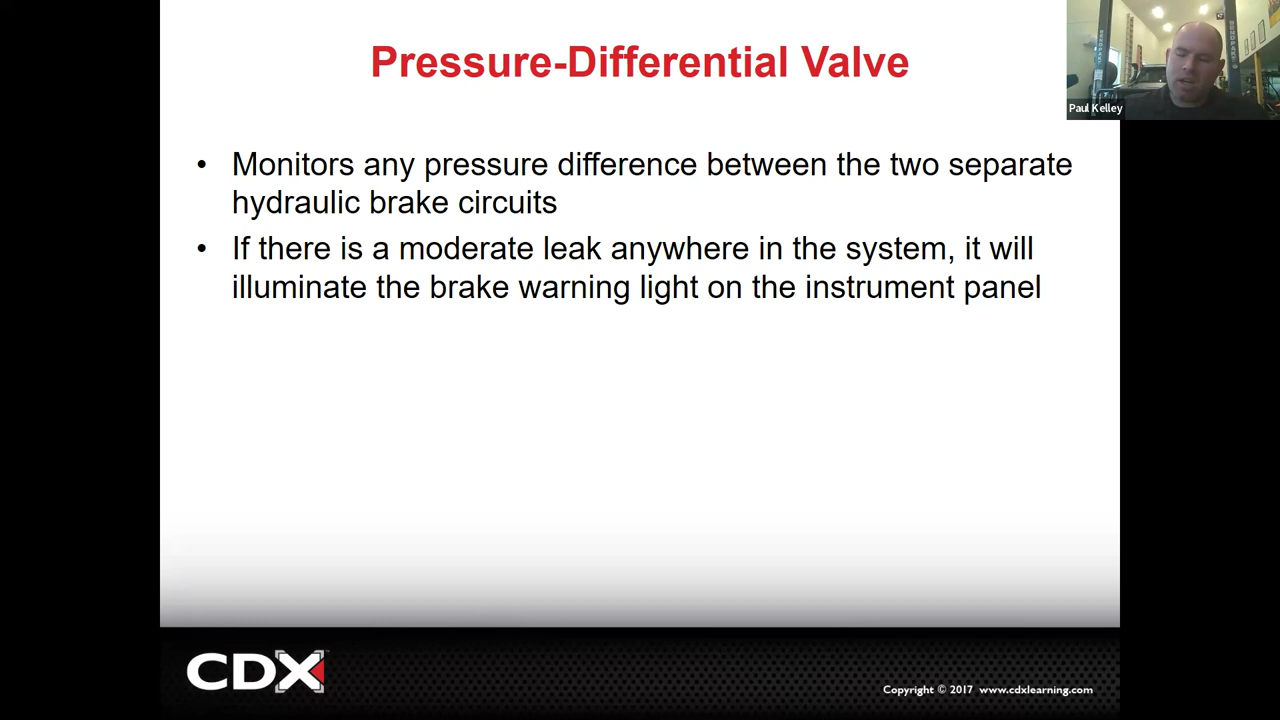 Pressure-Differential Valve
Paul Kelley
• Monitors any pressure difference between the two separate
hydraulic brake circuits
• If there is a moderate leak anywhere in the system, it will
illuminate the brake warning light on the instrument panel
CDX
Copyright © 2017 www.cdxlearning.com